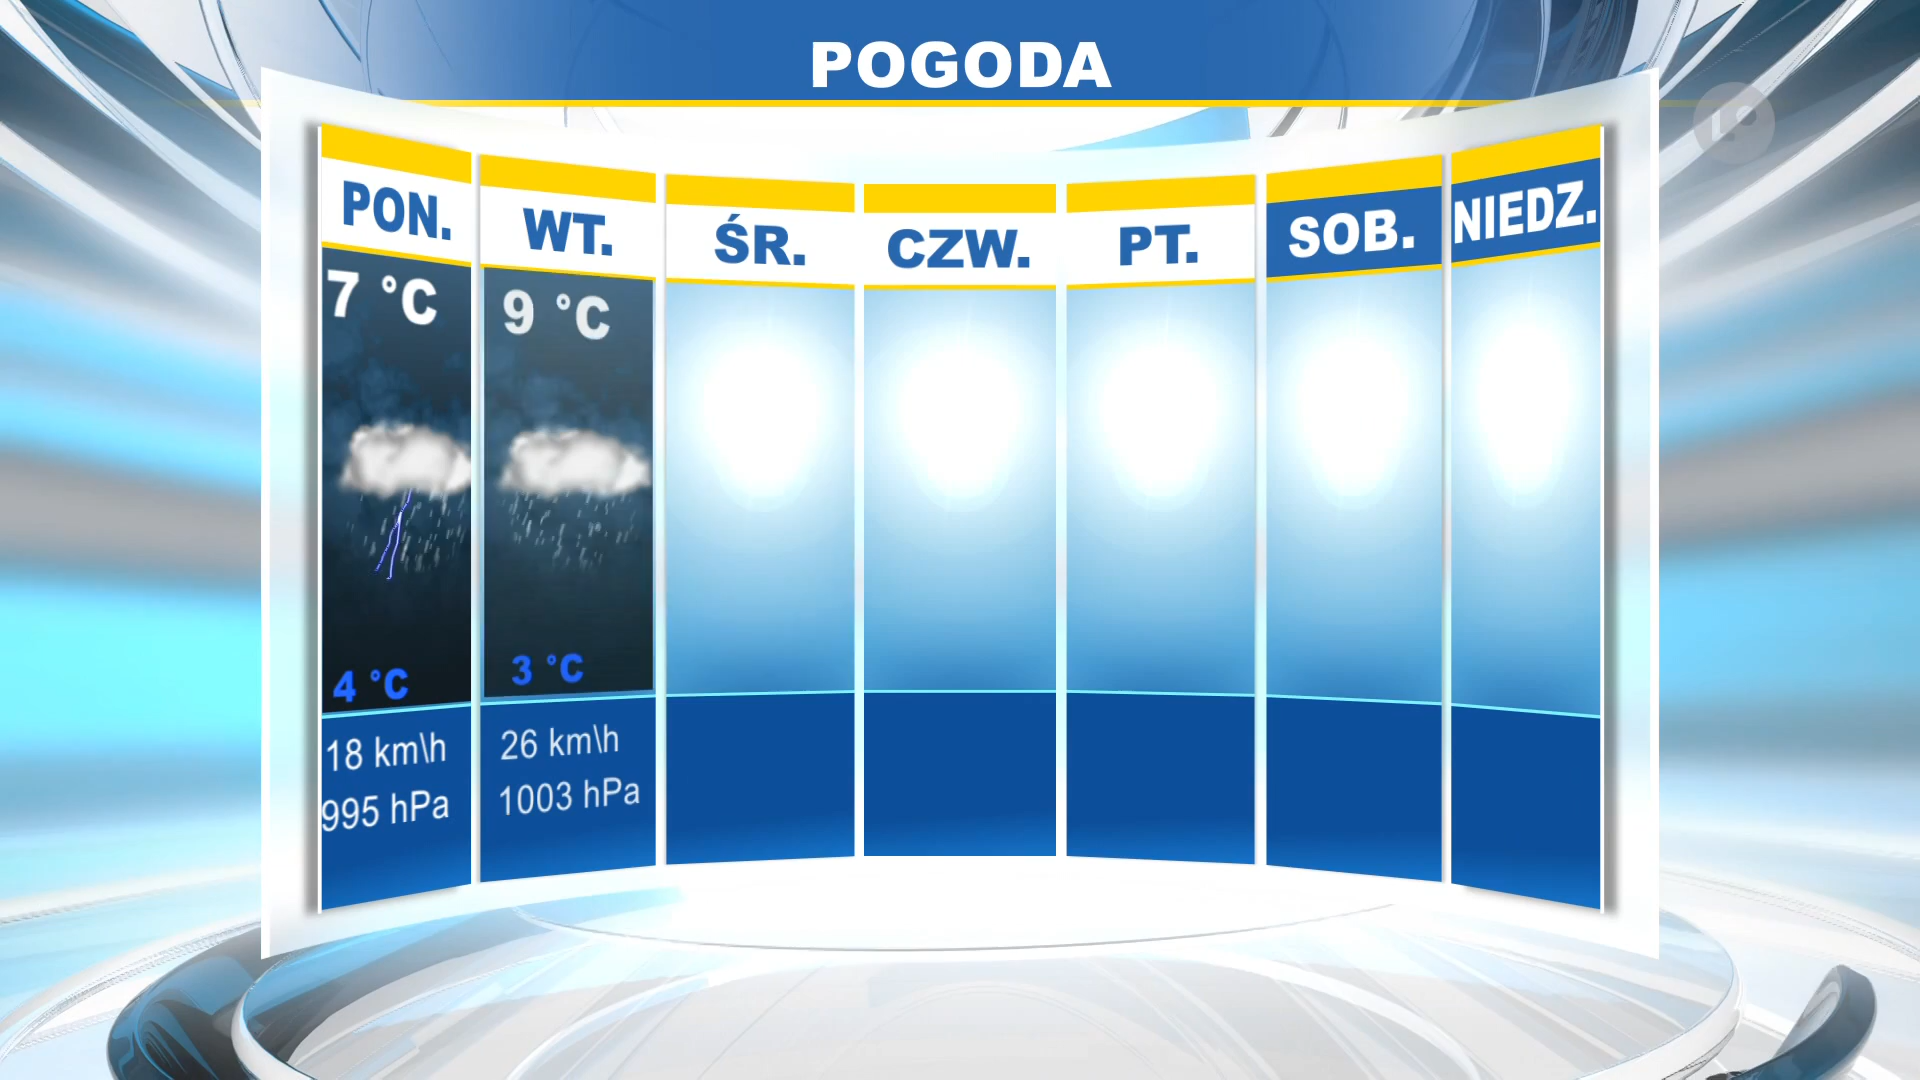 POGODA
PON.
7 °C
4 °C
18 km\h
995 hPa
WT.
9 °C
3 °C
26 km\h
1003 hPa
ŚR.
CZW.
PT.
SOB.
NIEDZ.